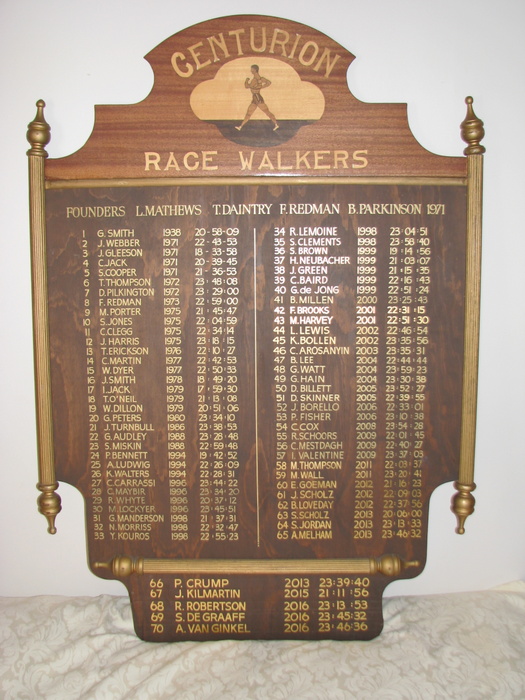 CENTURION
RACE WALKERS
FOUNDERS L.MATHEWS T.DAINTRY F.REDMAN B.PARKINSON 1971
1 G.SMITH 1938 20-58-09
2 J.WEBBER 1971 22-43-53
3 J.GLEESON 1971 18-33-58
4 C.JACK 1971 20-39-45
5 S.COOPER 1971 21-36-53
6 T.THOMPSON 1972 23:48:08
7 D.PILKINGTON 1972 23:29:00
8 F.REDMAN 1973 22:59:00
9 M.PORTER 1975 21:45:47
10 S.JONES 1975 22:04:59
11 C.CLEGG 1975 22:34:14
12 J.HARRIS 1975 23:18:15
13 T.ERICKSON 1976 22:10:27
14 C.MARTIN 1977 22:42:53
15 W.DYER 1977 22:50:33
16 J.SMITH 1978 18:49:20
17 I.JACK 1979 17:59:30
18 T.O'NEIL 1979 21:13:08
19 W.DILLON 1979 20:51:06
20 G.PETERS 1980 23:34:10
21 J.TURNBULL 1986 23:38:53
22 G.AUDLEY 1988 23:28:48
23 S.MISKIN 1988 22:59:48
24 P.BENNETT 1994 19:42:52
25 A.LUDWIG 1994 22:26:09
26 K.WALTERS 1994 22:28:31
27 C.CARRASSI 1996 23:44:22
28 C.MAYBIR 1996 23:34:20
29 R.WHYTE 1996 20:37:12
30 M.LOCKYER 1996 23:45:51
31 G.MANDERSON 1998 21:37:31
32 N.MORRISS 1998 22:32:47
33 Y.KOUROS 1998 22:55:23
34 R.LEMOINE 1998 23:04:51
35 S.CLEMENTS 1998 23:58:40
36 S.BROWN 1999 19:14:56
37 H.NEUBACHER 1999 21:03:07
38 J.GREEN 1999 21:15:35
39 C.BAIRD 1999 22:16:43
40 G.de JONG 1999 22:51:24
41 B.MILLEN 2000 23:25:43
42 F.BROOKS 2001 22:31:15
43 M.HARVEY 2001 22:51:30
44 L.LEWIS 2002 22:46:54
45 K.BOLLEN 2002 23:35:56
46 C.AROSANYIN 2003 23:35:31
47 B.LEE 2004 22:44:44
48 G.WATT 2004 23:59:23
49 G.HAIN 2004 23:30:38
50 D.BILLETT 2005 23:52:27
51 D.SKINNER 2005 22:39:55
52 J.BORELLO 2006 22:33:01
53 P.FISHER 2006 23:10:38
54 C.COX 2008 23:54:28
55 R.SCHOORS 2009 22:01:45
56 C.MESTDAGH 2009 22:40:27
57 I.VALENTINE 2009 23:37:03
58 M.THOMPSON 2011 22:03:37
59 M.WALL 2011 23:20:41
60 E.GOEMAN 2012 21:16:23
61 J.SCHOLZ 2012 22:09:03
62 B.LOVEDAY 2012 22:37:56
63 S.SCHOLZ 2013 20:06:00
64 S.JORDAN 2013 23:13:33
65 A.MELHAM 2013 23:46:32
66 P. CRUMP 2013 23:39:40
67 J. KILMARTIN 2015 21:11:56
68 R. ROBERTSON 2016 23:13:53
69 S. DE GRAAFF 2016 23:45:32
70 A. VAN GINKEL 2016 23:46:36